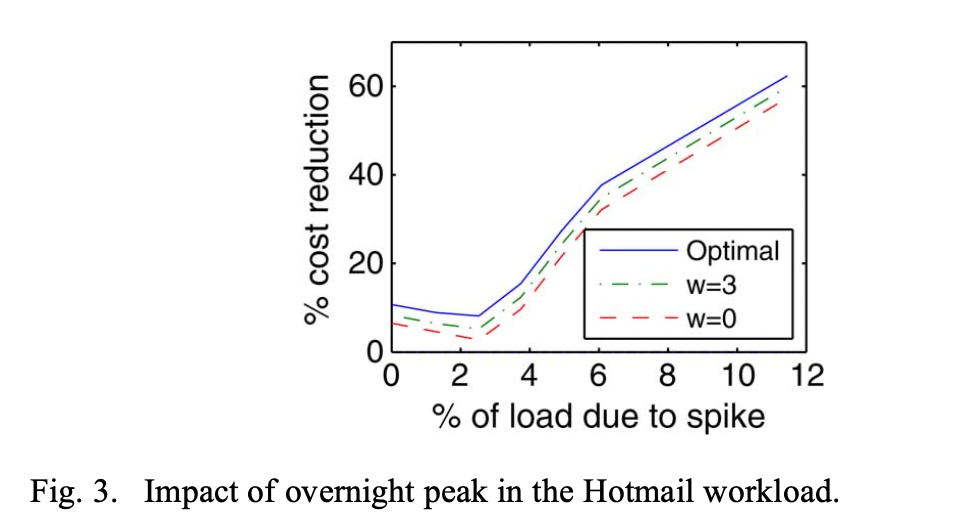 % cost reduction
60
40
20
0
0 2 4 6 8 10 12
% of load due to spike
Optimal
w=3
w=0
Fig. 3. Impact of overnight peak in the Hotmail workload.